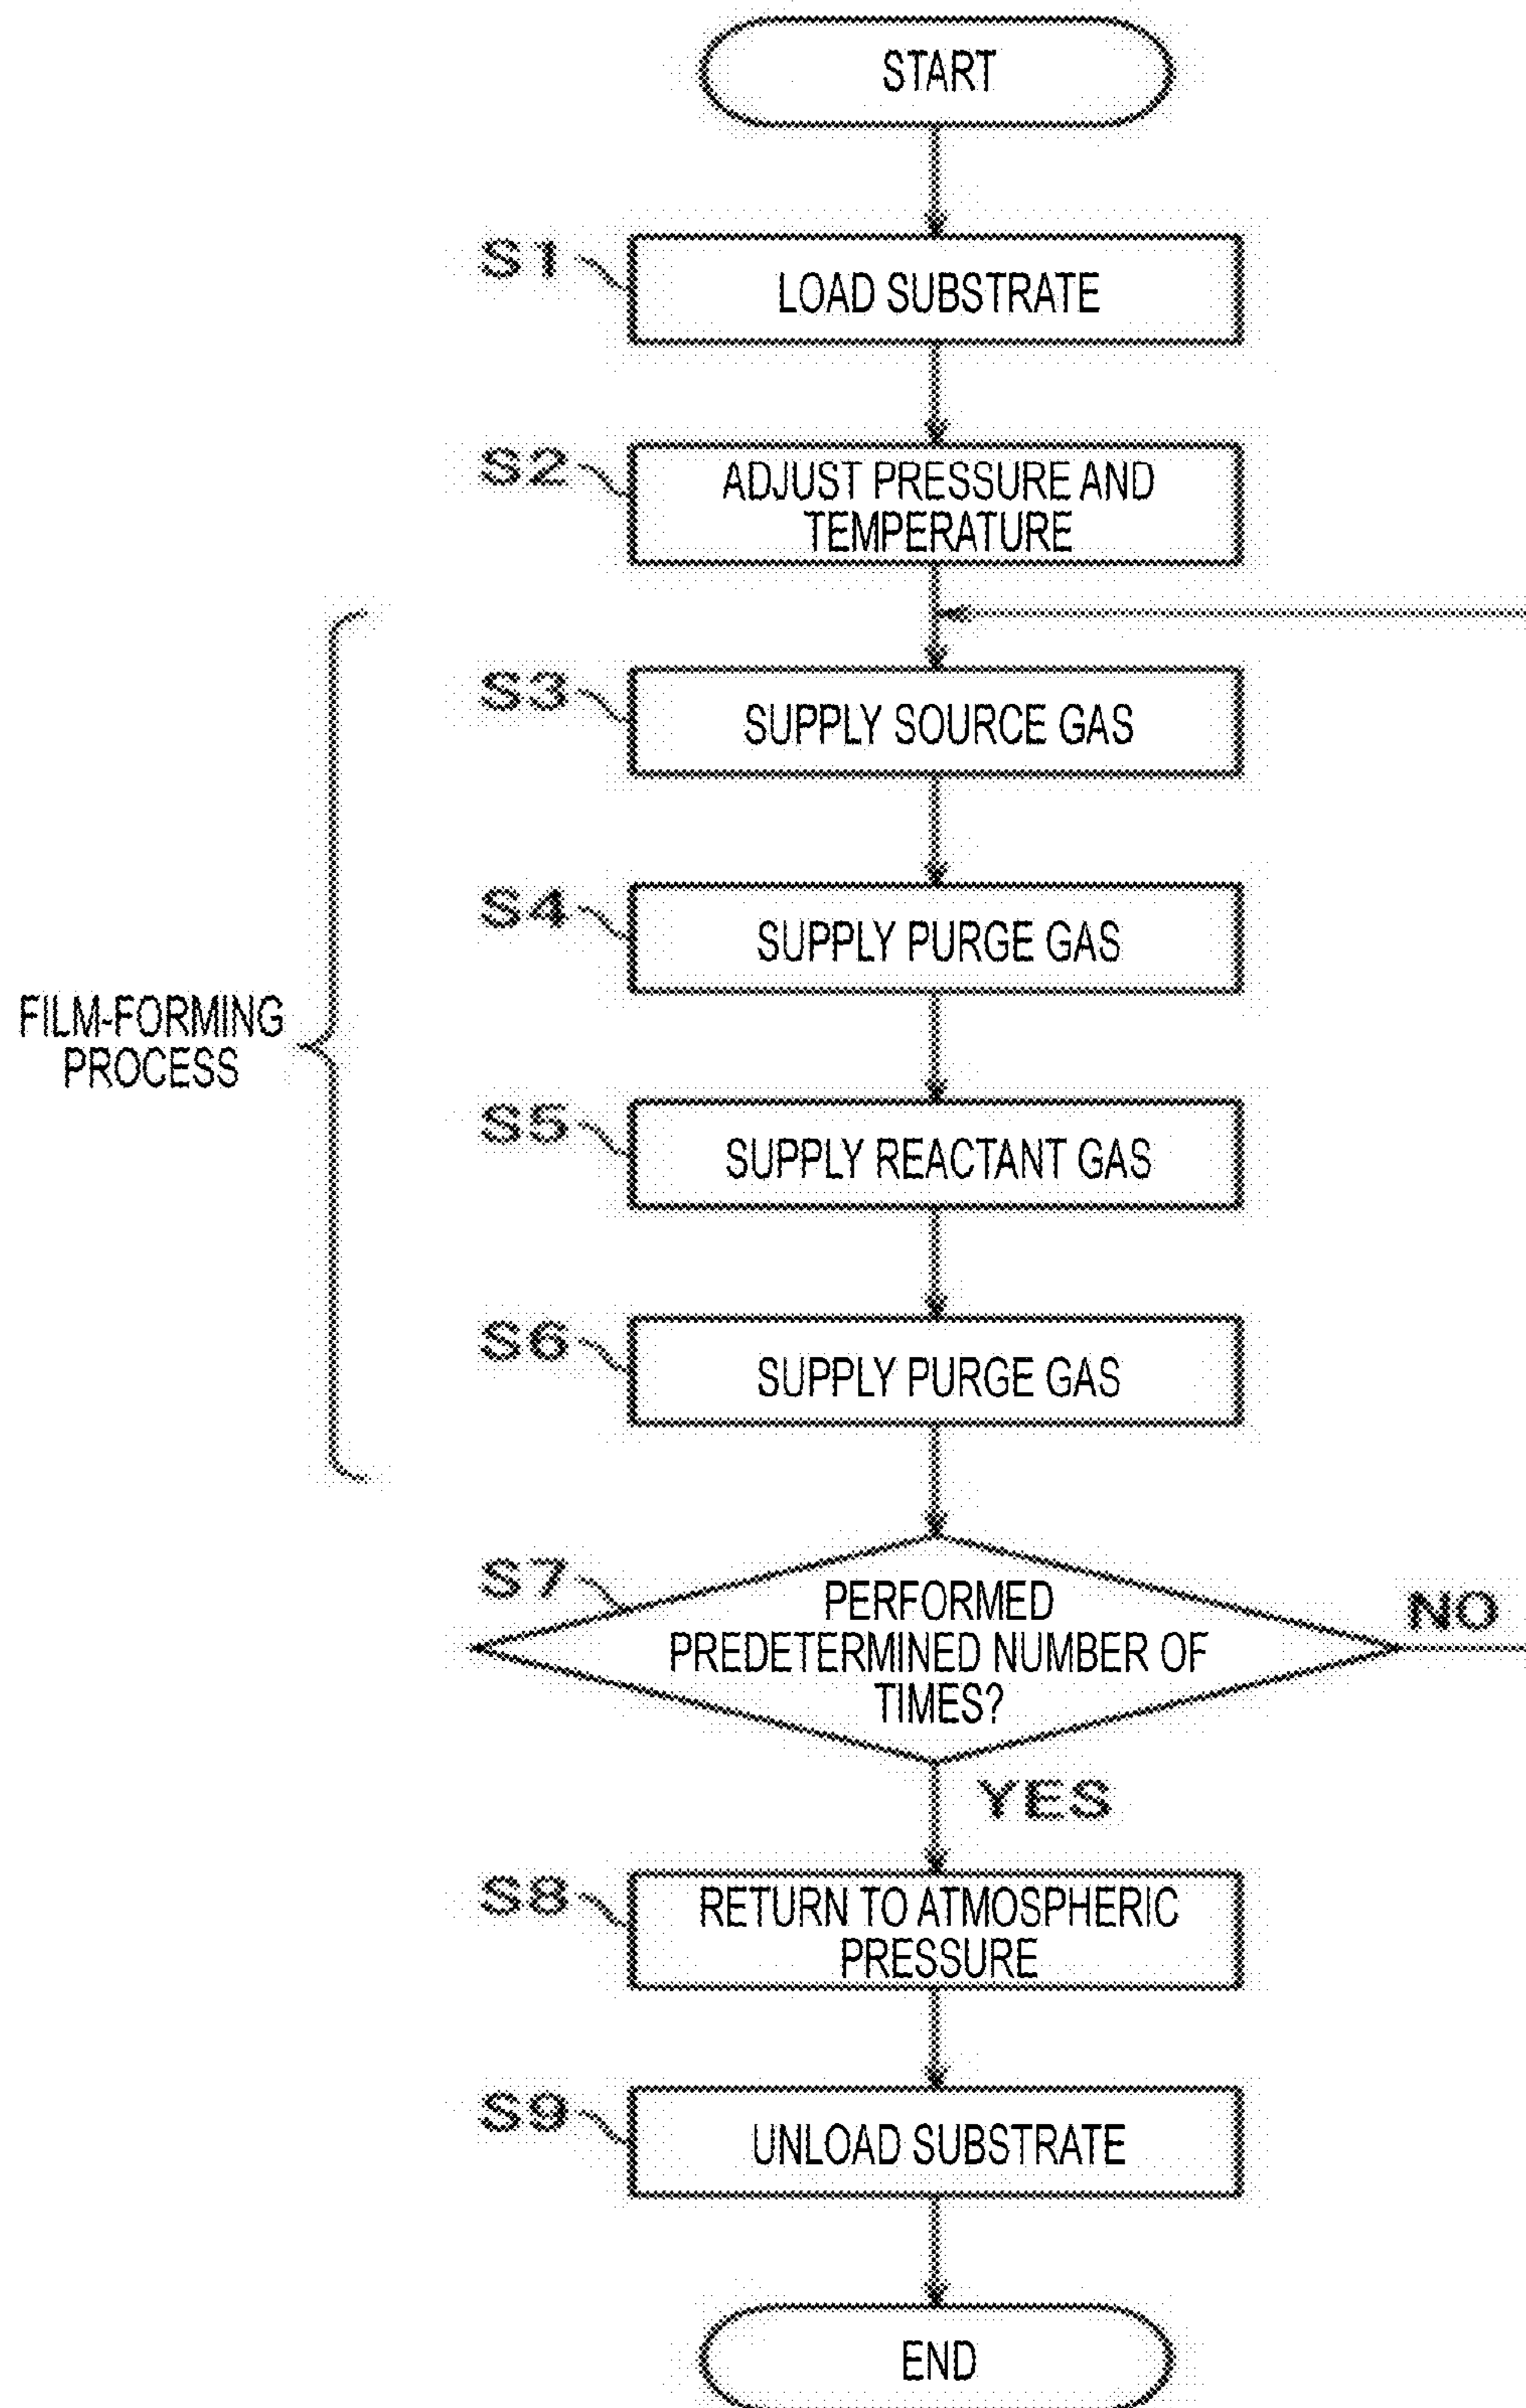 START
S1
LOAD SUBSTRATE
S2
ADJUST PRESSURE AND
TEMPERATURE
S3
SUPPLY SOURCE GAS
S4
SUPPLY PURGE GAS
FILM-FORMING
PROCESS
S5
SUPPLY REACTANT GAS
S6
SUPPLY PURGE GAS
S7
PERFORMED
PREDETERMINED NUMBER OF
TIMES?
NO
YES
S8
RETURN TO ATMOSPHERIC
PRESSURE
S9
UNLOAD SUBSTRATE
END